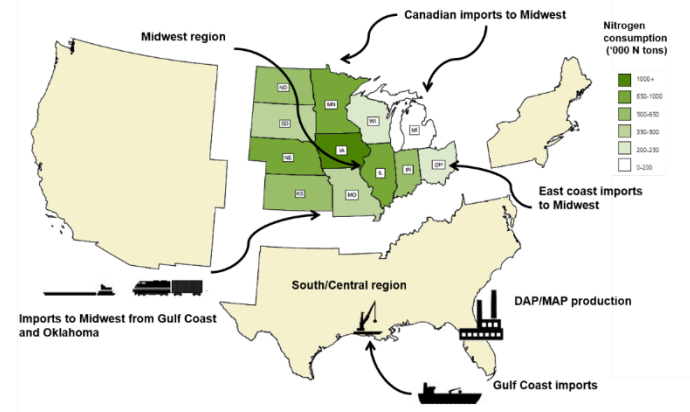 Canadian imports to Midwest
Midwest region
Nitrogen
consumption
('000 N tons)
1000+
650-1000
500-650
350-500
200-350
0-200
ND
MN
SD
WI
MI
IA
NE
IL
IN
OH
KS
MO
East coast imports
to Midwest
South/Central region
DAP/MAP production
Imports to Midwest from Gulf Coast
and Oklahoma
Gulf Coast imports